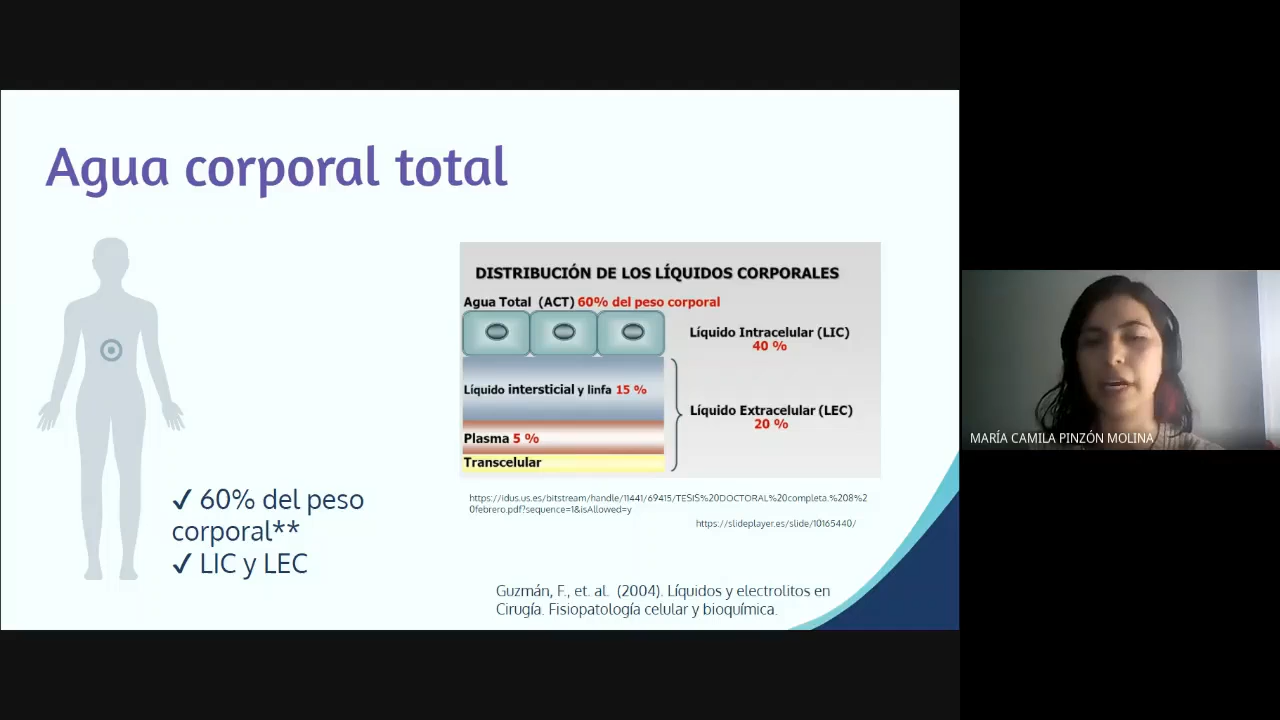 Agua corporal total
✓ 60% del peso
corporal**
✓ LIC y LEC
DISTRIBUCIÓN DE LOS LÍQUIDOS CORPORALES
Agua Total (ACT) 60% del peso corporal
Líquido Intracelular (LIC)
40 %
Líquido intersticial y linfa 15 %
Líquido Extracelular (LEC)
20 %
Plasma 5 %
Transcelular
https://idus.us.es/bitstream/handle/11441/69415/TESIS%20DOCTORAL%20completa.%208%2
0febrero.pdf?sequence=1&isAllowed=y
https://slideplayer.es/slide/10165440/
Guzmán, F., et. al. (2004). Líquidos y electrolitos en
Cirugía. Fisiopatología celular y bioquímica.
MARÍA CAMILA PINZÓN MOLINA